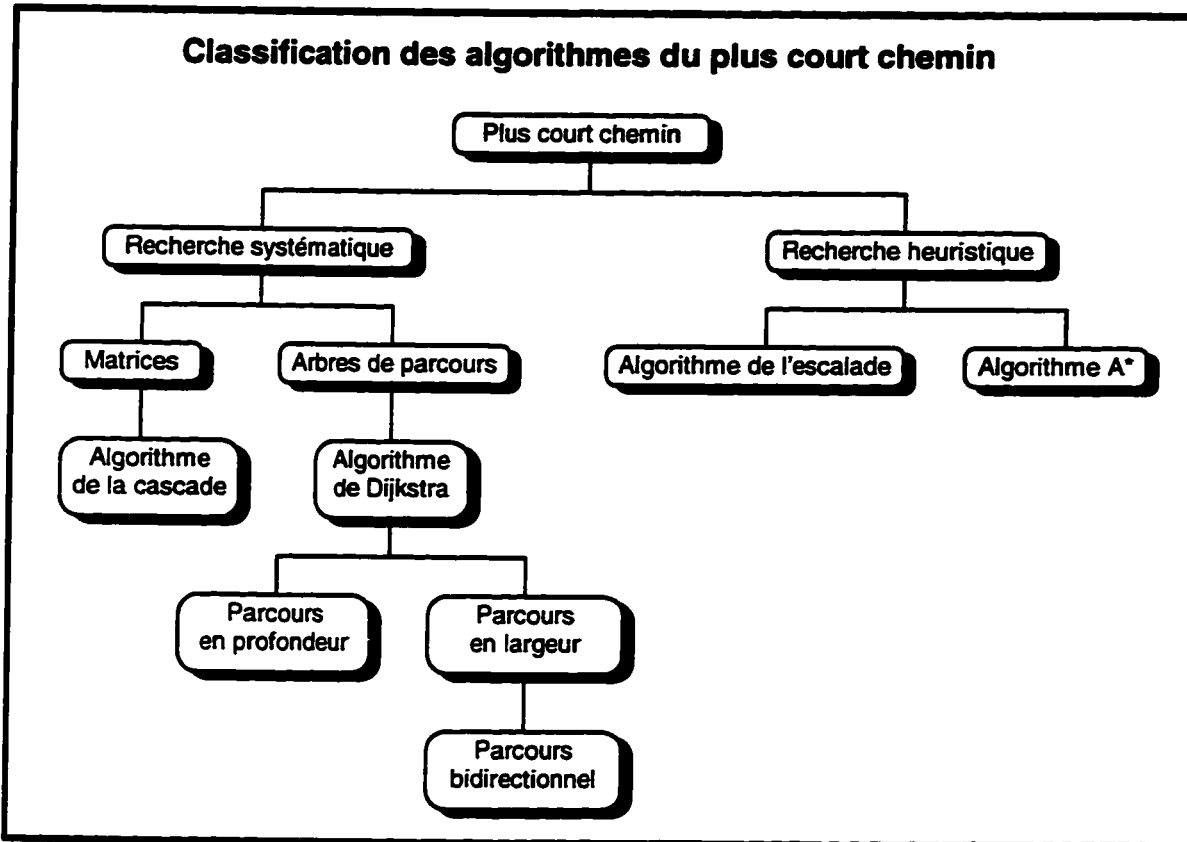 Classification des algorithmes du plus court chemin
Plus court chemin
Recherche systématique
Recherche heuristique
Matrices
Arbres de parcours
Algorithme de l'escalade
Algorithme A*
Algorithme
de la cascade
Algorithme
de Dijkstra
Parcours
en profondeur
Parcours
en largeur
Parcours
bidirectionnel